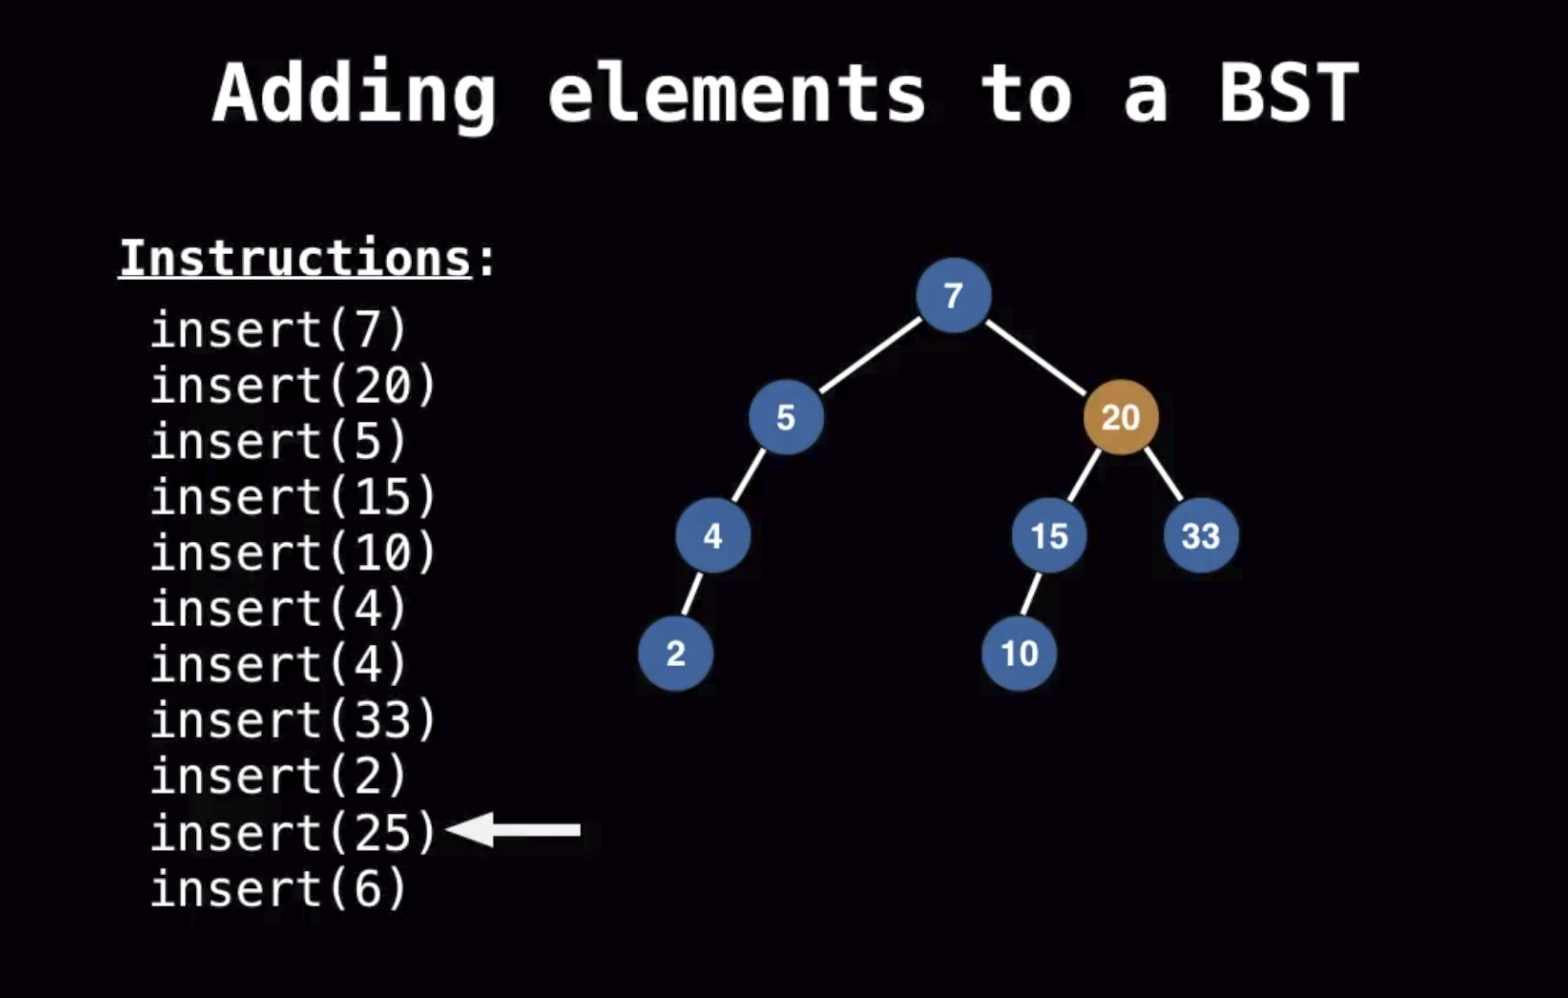 Adding elements to a BST
Instructions:
insert(7)
insert(20)
insert(5)
insert(15)
insert(10)
insert(4)
insert(4)
insert(33)
insert(2)
insert(25)
insert(6)
7
5
20
4
15
33
2
10